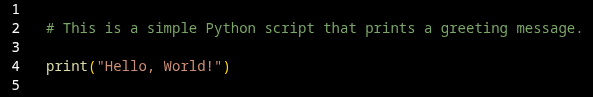 1
2 # This is a simple Python script that prints a greeting message.
3
4 print("Hello, World!")
5